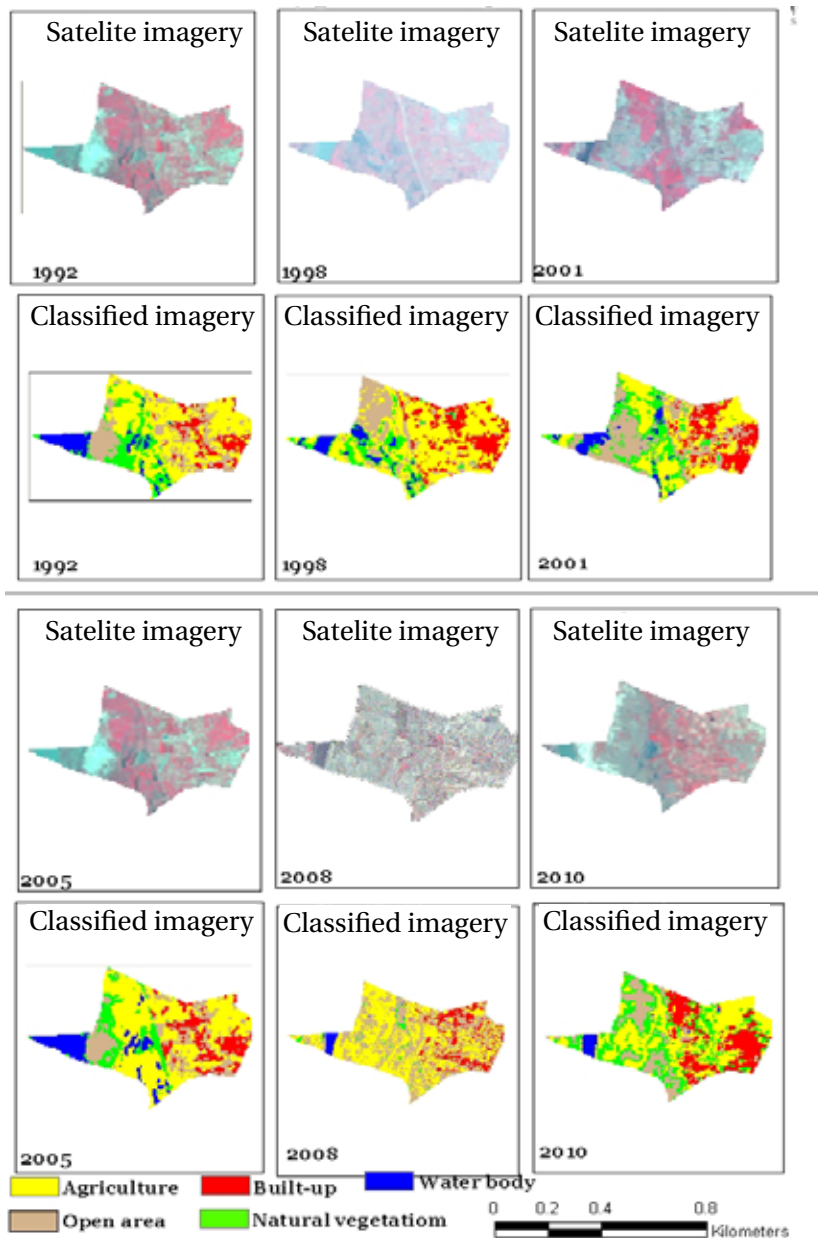 Satelite imagery Satelite imagery Satelite imagery
1992 1998 2001
Classified imagery Classified imagery Classified imagery
1992 1998 2001
Satelite imagery Satelite imagery Satelite imagery
2005 2008 2010
Classified imagery Classified imagery Classified imagery
2005 2008 2010
Agriculture Built-up Water body
Open area Natural vegetatiom
0 0.2 0.4 0.8
Kilometers